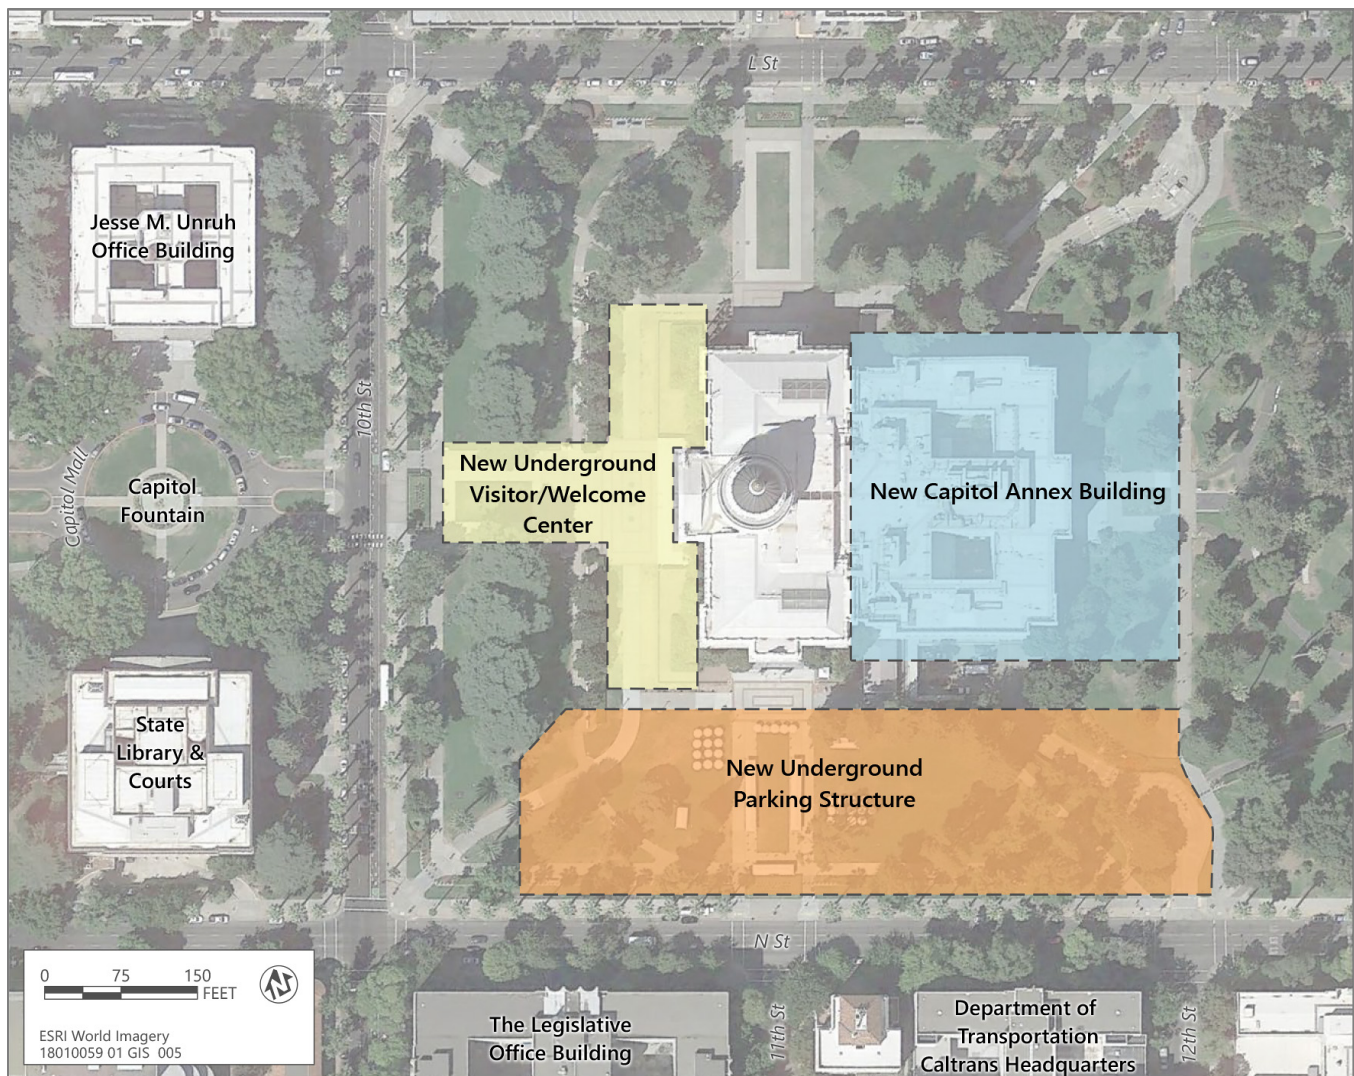 L St
Jesse M. Unruh
Office Building
10th St
Capitol Mall
Capitol
Fountain
New Underground
Visitor/Welcome
Center
New Capitol Annex Building
State
Library &
Courts
New Underground
Parking Structure
N St
0 75 150
FEET
N
ESRI World Imagery
18010059 01 GIS 005
The Legislative
Office Building
11th St
Department of
Transportation
Caltrans Headquarters
12th St